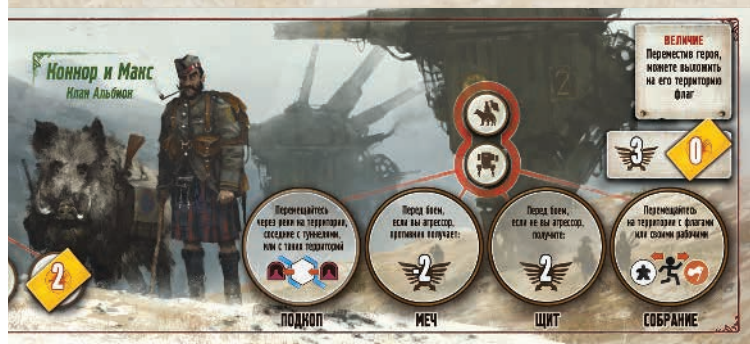 Коннор и Макс
Клан Альбион
ВЕЛИЧИЕ
Переместив героя,
можете выложить
на его территорию
флаг
3
0
2
Перемещайтесь
через реки на территории,
соседние с туннелями,
или с таких территорий
ПОДКОП
Перед боем,
если вы агрессор,
противник получает:
-2
МЕЧ
Перед боем,
если не вы агрессор,
получите:
2
ЩИТ
Перемещайтесь
на территории с флагами
или своими рабочими
СОБРАНИЕ